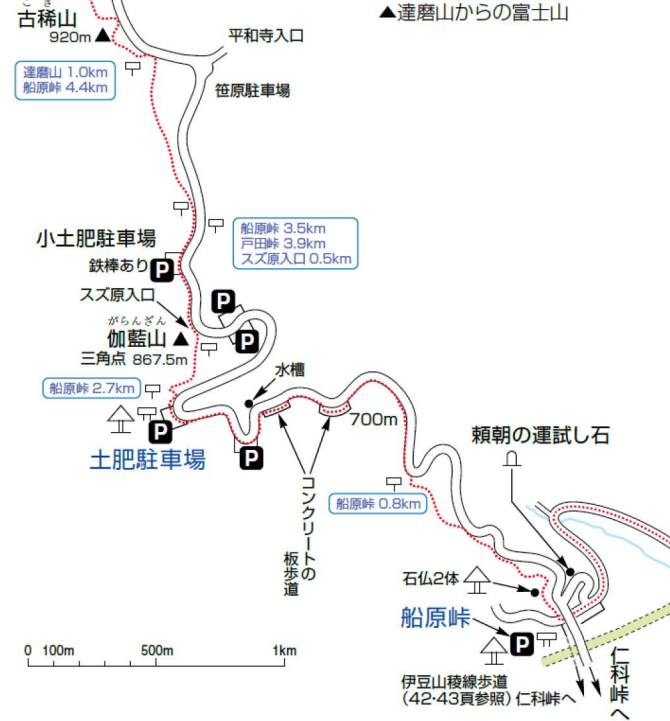 こき
古稀山
920m
▲達磨山からの富士山
平和寺入口
達磨山 1.0km
船原峠 4.4km
笹原駐車場
船原峠 3.5km
戸田峠 3.9km
スズ原入口 0.5km
小土肥駐車場
鉄棒あり
P
スズ原入口
P
P
がらんざん
伽藍山
三角点 867.5m
水槽
船原峠 2.7km
P
700m
土肥駐車場
P
頼朝の運試し石
コンクリートの
板歩道
船原峠 0.8km
石仏2体
船原峠
P
仁科峠へ
伊豆山稜線歩道
(42・43頁参照)
仁科峠へ
0 100m 500m 1km